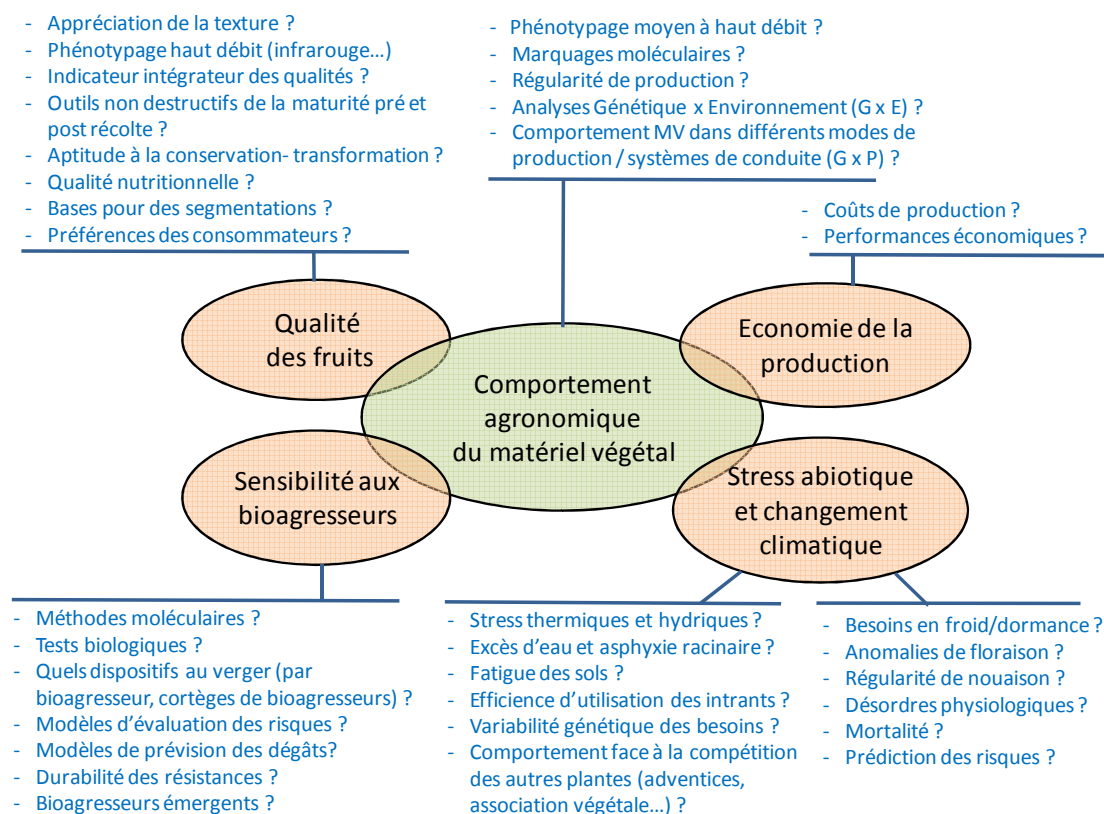 - Appréciation de la texture ?
- Phénotypage haut débit (infrarouge…)
- Indicateur intégrateur des qualités ?
- Outils non destructifs de la maturité pré et
post récolte ?
- Aptitude à la conservation- transformation ?
- Qualité nutritionnelle ?
- Bases pour des segmentations ?
- Préférences des consommateurs ?
- Phénotypage moyen à haut débit ?
- Marquages moléculaires ?
- Régularité de production ?
- Analyses Génétique x Environnement (G x E) ?
- Comportement MV dans différents modes de
production / systèmes de conduite (G x P) ?
- Coûts de production ?
- Performances économiques ?
Qualité
des fruits
Economie de la
production
Comportement
agronomique
du matériel végétal
Sensibilité aux
bioagresseurs
Stress abiotique
et changement
climatique
- Méthodes moléculaires ?
- Tests biologiques ?
- Quels dispositifs au verger (par
bioagresseur, cortèges de bioagresseurs) ?
- Modèles d'évaluation des risques ?
- Modèles de prévision des dégâts?
- Durabilité des résistances ?
- Bioagresseurs émergents ?
- Stress thermiques et hydriques ?
- Excès d'eau et asphyxie racinaire ?
- Fatigue des sols ?
- Efficience d'utilisation des intrants ?
- Variabilité génétique des besoins ?
- Comportement face à la compétition
des autres plantes (adventices,
association végétale…) ?
- Besoins en froid/dormance ?
- Anomalies de floraison ?
- Régularité de nouaison ?
- Désordres physiologiques ?
- Mortalité ?
- Prédiction des risques ?